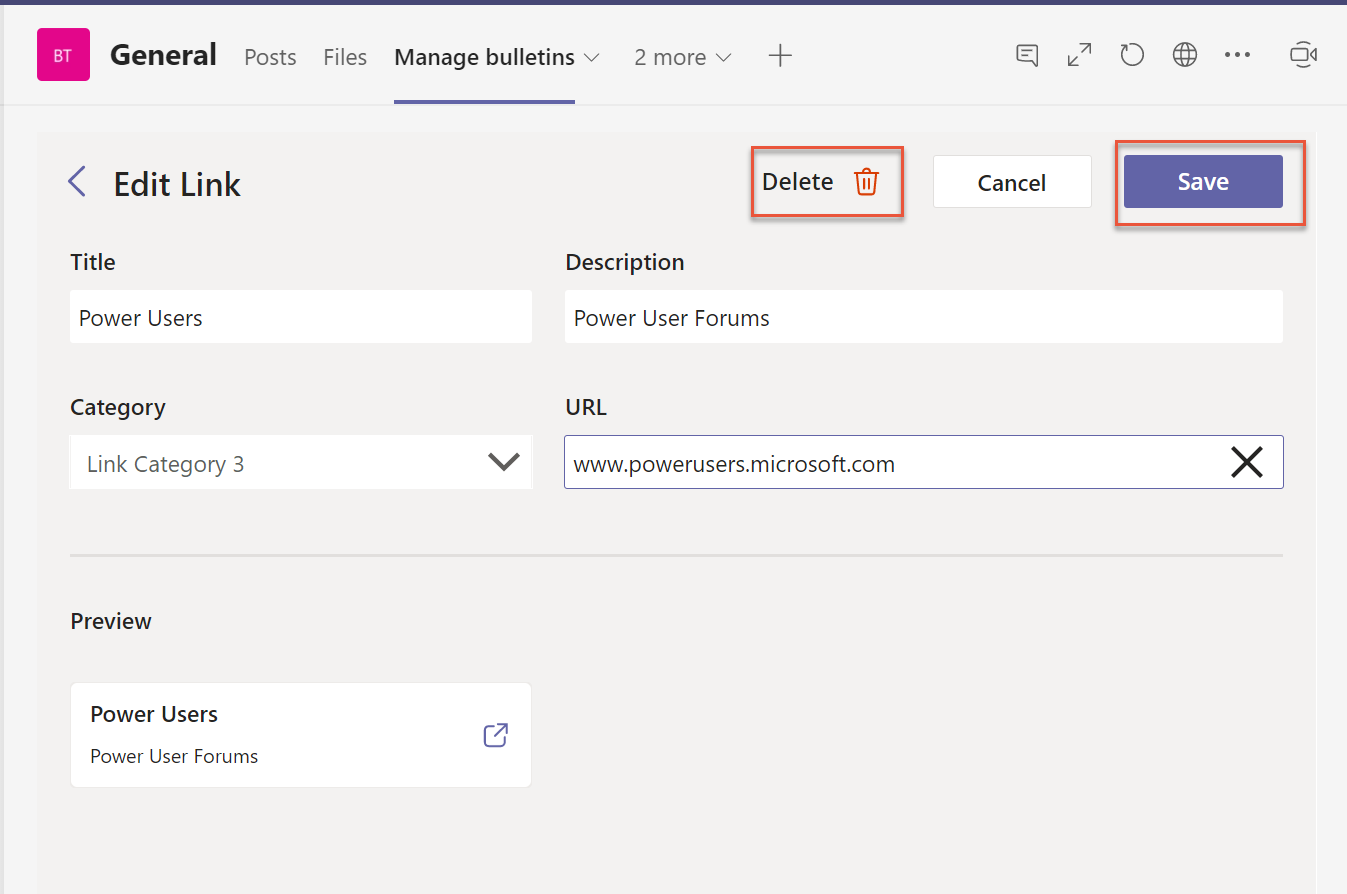 BT General Posts Files Manage bulletins 2 more
Edit Link Delete Cancel Save
Title Description
Power Users Power User Forums
Category URL
Link Category 3 www.powerusers.microsoft.com
Preview
Power Users
Power User Forums